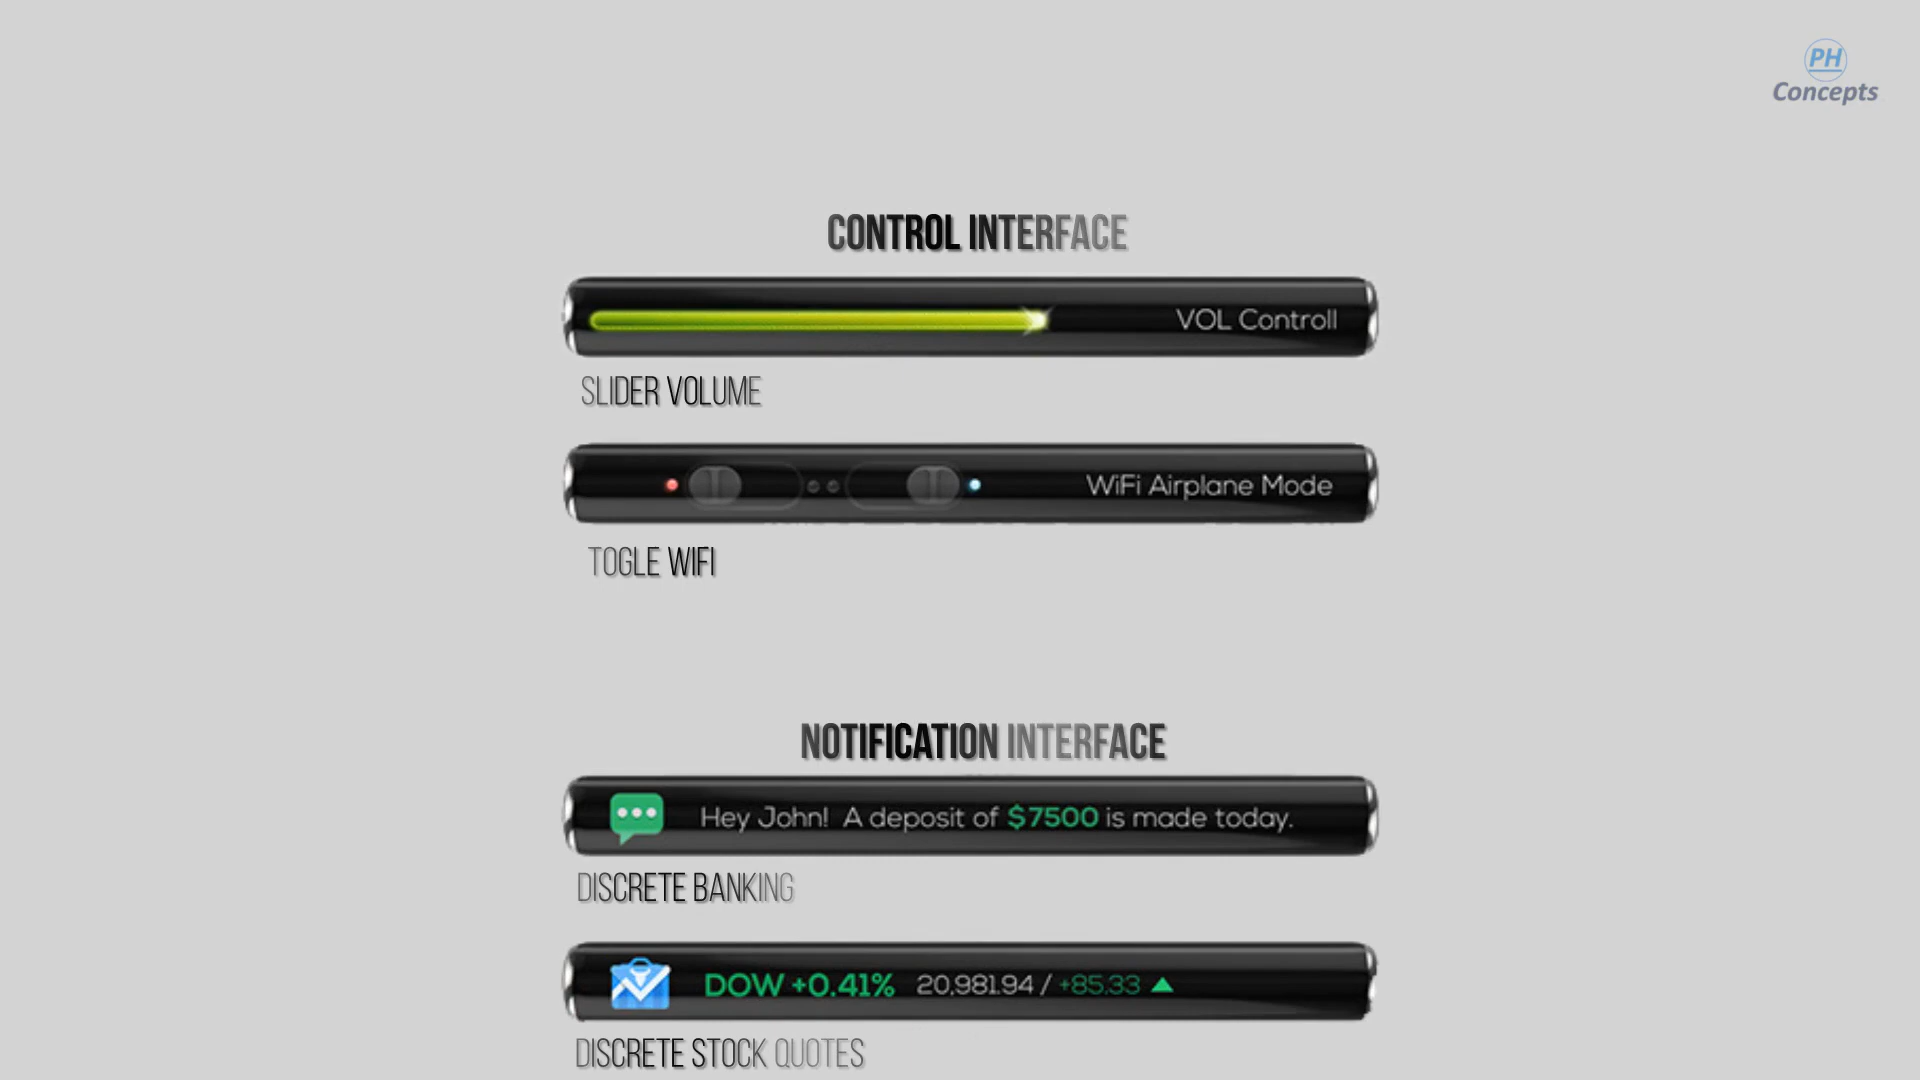 PH
Concepts
CONTROL INTERFACE
VOL Controll
SLIDER VOLUME
WiFi Airplane Mode
TOGLE WIFI
NOTIFICATION INTERFACE
Hey John! A deposit of $7500 is made today.
DISCRETE BANKING
DOW +0.41% 20,981.94 / +85.33
DISCRETE STOCK QUOTES